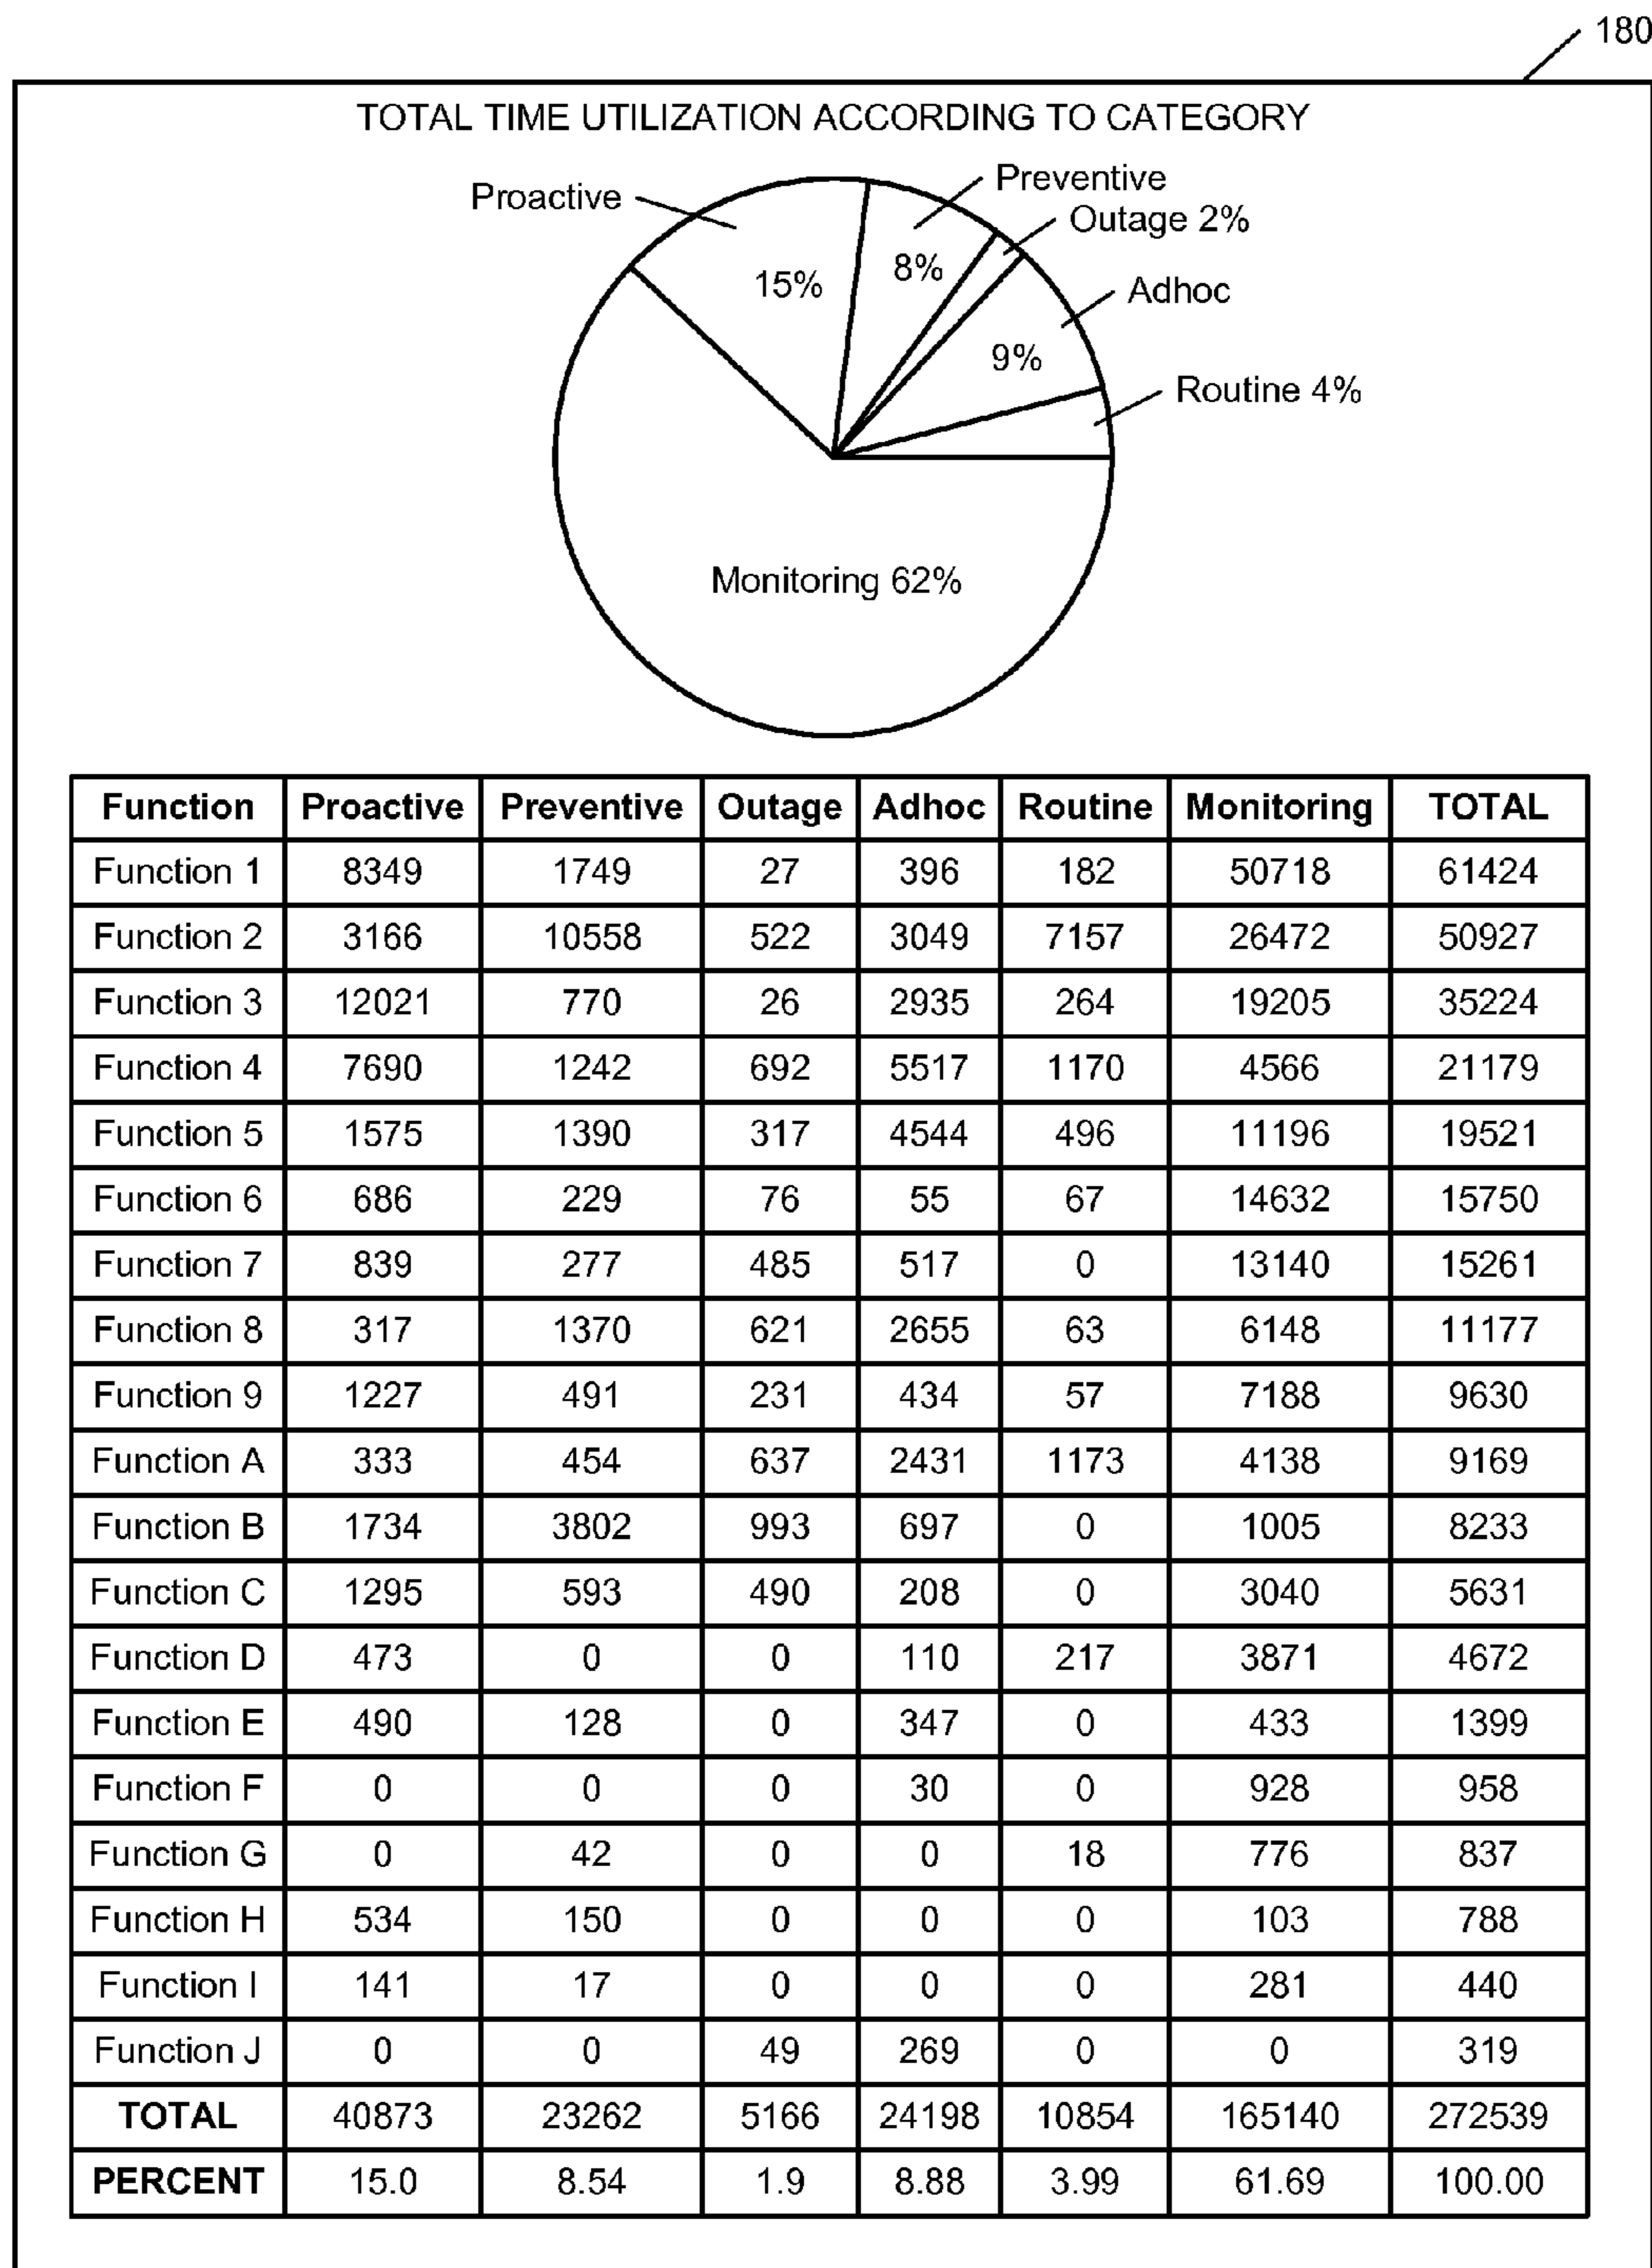 180
TOTAL TIME UTILIZATION ACCORDING TO CATEGORY
Preventive
Proactive
Outage 2%
8%
15%
Adhoc
9%
Routine 4%
Monitoring 62%
Function Proactive Preventive Outage Adhoc Routine Monitoring TOTAL
Function 1 8349 1749 27 396 182 50718 61424
Function 2 3166 10558 522 3049 7157 26472 50927
Function 3 12021 770 26 2935 264 19205 35224
Function 4 7690 1242 692 5517 1170 4566 21179
Function 5 1575 1390 317 4544 496 11196 19521
Function 6 686 229 76 55 67 14632 15750
Function 7 839 277 485 517 0 13140 15261
Function 8 317 1370 621 2655 63 6148 11177
Function 9 1227 491 231 434 57 7188 9630
Function A 333 454 637 2431 1173 4138 9169
Function B 1734 3802 993 697 0 1005 8233
Function C 1295 593 490 208 0 3040 5631
Function D 473 0 0 110 217 3871 4672
Function E 490 128 0 347 0 433 1399
Function F 0 0 0 30 0 928 958
Function G 0 42 0 0 18 776 837
Function H 534 150 0 0 0 103 788
Function I 141 17 0 0 0 281 440
Function J 0 0 49 269 0 0 319
TOTAL 40873 23262 5166 24198 10854 165140 272539
PERCENT 15.0 8.54 1.9 8.88 3.99 61.69 100.00